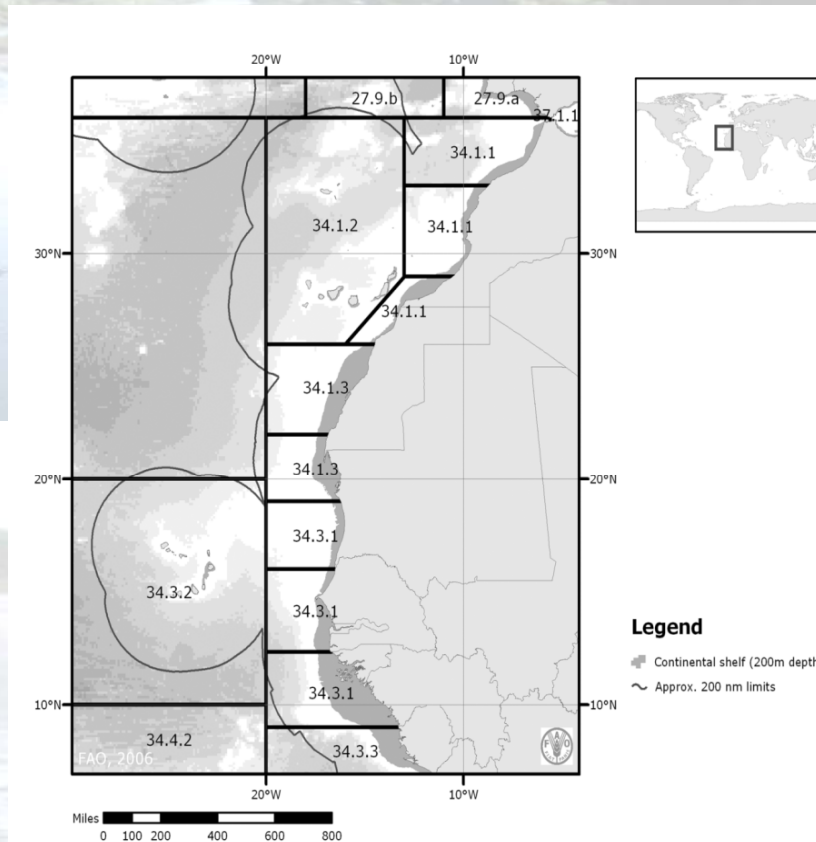 20°W 10°W
27.9.b 27.9.a
37.1.1
34.1.1
34.1.2 34.1.1
30°N 30°N
34.1.1
34.1.3
34.1.3
20°N 20°N
34.3.1
34.3.2
34.3.1
34.3.1
10°N 10°N
34.4.2
34.3.3
FAO, 2006
20°W 10°W
Miles
0 100 200 400 600 800
Legend
Continental shelf (200m depth
Approx. 200 nm limits
FAO